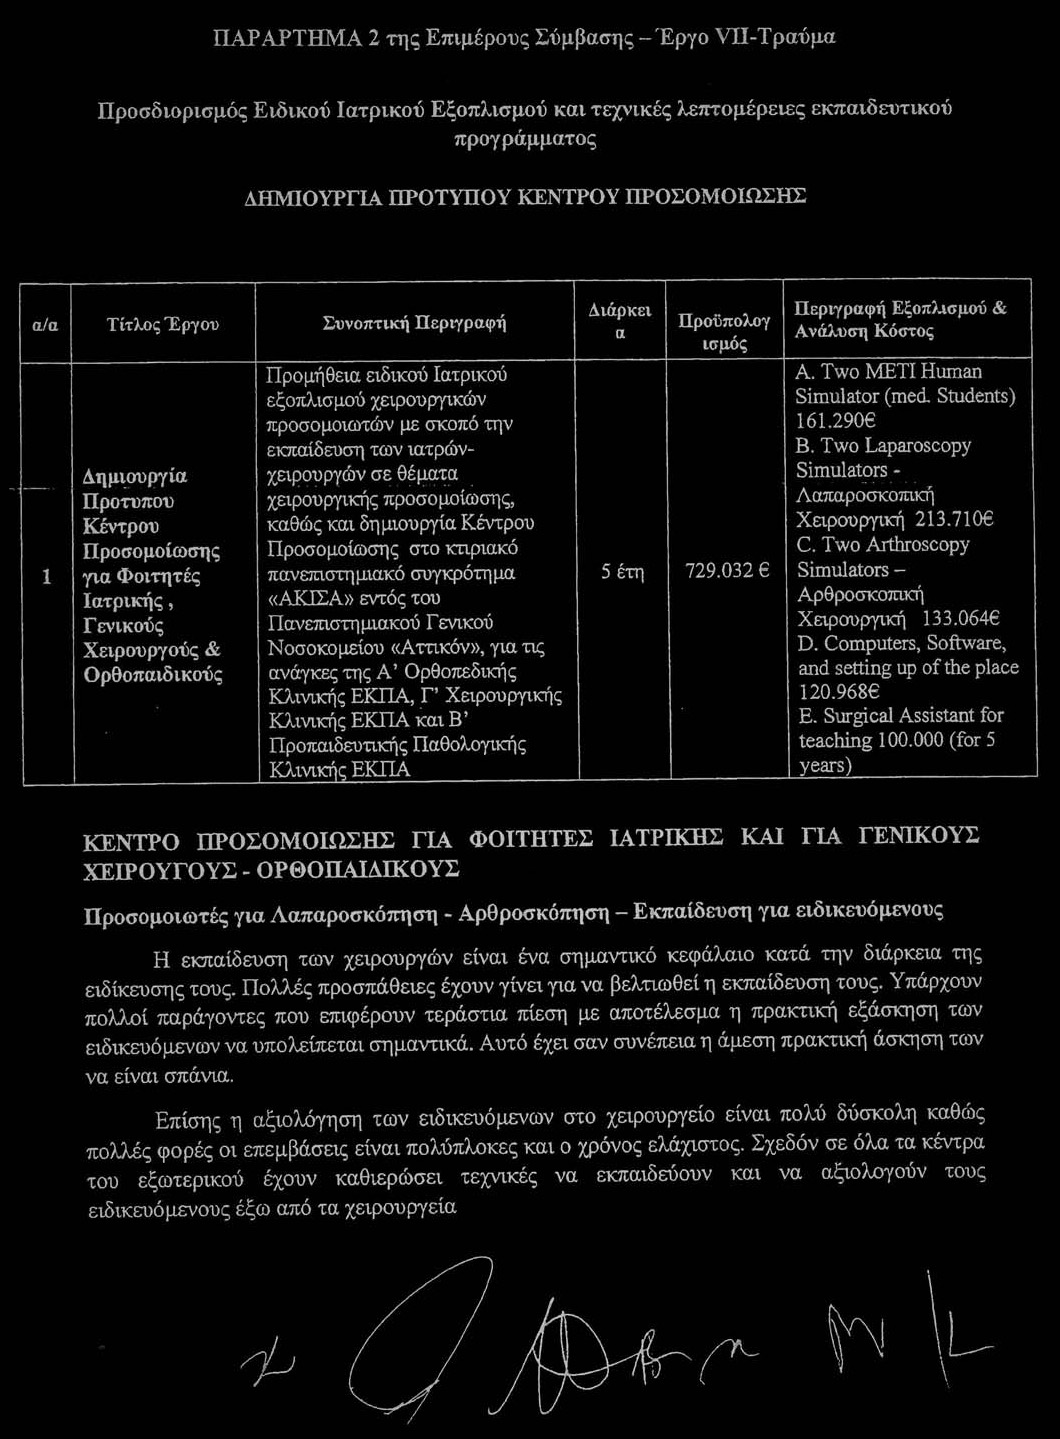 ΠΑΡΑΡΤΗΜΑ 2 της Επιμέρους Σύμβασης – Έργο VII-Τραύμα
Προσδιορισμός Ειδικού Ιατρικού Εξοπλισμού και τεχνικές λεπτομέρειες εκπαιδευτικού
προγράμματος
ΔΗΜΙΟΥΡΓΙΑ ΠΡΟΤΥΠΟΥ ΚΕΝΤΡΟΥ ΠΡΟΣΟΜΟΙΩΣΗΣ
α/α
Τίτλος Έργου
Συνοπτική Περιγραφή
Διάρκει
α
Προϋπολογ
ισμός
Περιγραφή Εξοπλισμού &
Ανάλυση Κόστος
1
Δημιουργία
Προτυπου
Κέντρου
Προσομοίωσης
για Φοιτητές
Ιατρικής ,
Γενικούς
Χειρουργούς &
Ορθοπαιδικούς
Προμήθεια ειδικού Ιατρικού
εξοπλισμού χειρουργικών
προσομοιωτών με σκοπό την
εκπαίδευση των ιατρών-
χειρουργών σε θέματα
χειρουργικής προσομοίωσης,
καθώς και δημιουργία Κέντρου
Προσομοίωσης στο κτιριακό
πανεπιστημιακό συγκρότημα
«ΑΚΙΣΑ» εντός του
Πανεπιστημιακού Γενικού
Νοσοκομείου «Αττικόν», για τις
ανάγκες της Α’ Ορθοπεδικής
Κλινικής ΕΚΠΑ, Γ’ Χειρουργικής
Κλινικής ΕΚΠΑ και Β’
Προπαιδευτικής Παθολογικής
Κλινικής ΕΚΠΑ
5 έτη
729.032 €
A. Two METI Human
Simulator (med. Students)
161.290€
B. Two Laparoscopy
Simulators -
Λαπαροσκοπική
Χειρουργική 213.710€
C. Two Arthroscopy
Simulators –
Αρθροσκοπική
Χειρουργική 133.064€
D. Computers, Software,
and setting up of the place
120.968€
E. Surgical Assistant for
teaching 100.000 (for 5
years)
ΚΕΝΤΡΟ ΠΡΟΣΟΜΟΙΩΣΗΣ ΓΙΑ ΦΟΙΤΗΤΕΣ ΙΑΤΡΙΚΗΣ ΚΑΙ ΓΙΑ ΓΕΝΙΚΟΥΣ
ΧΕΙΡΟΥΓΟΥΣ - ΟΡΘΟΠΑΙΔΙΚΟΥΣ
Προσομοιωτές για Λαπαροσκόπηση - Αρθροσκόπηση – Εκπαίδευση για ειδικευόμενους
Η εκπαίδευση των χειρουργών είναι ένα σημαντικό κεφάλαιο κατά την διάρκεια της
ειδίκευσης τους. Πολλές προσπάθειες έχουν γίνει για να βελτιωθεί η εκπαίδευση τους. Υπάρχουν
πολλοί παράγοντες που επιφέρουν τεράστια πίεση με αποτέλεσμα η πρακτική εξάσκηση των
ειδικευόμενων να υπολείπεται σημαντικά. Αυτό έχει σαν συνέπεια η άμεση πρακτική άσκηση των
να είναι σπάνια.
Επίσης η αξιολόγηση των ειδικευόμενων στο χειρουργείο είναι πολύ δύσκολη καθώς
πολλές φορές οι επεμβάσεις είναι πολύπλοκες και ο χρόνος ελάχιστος. Σχεδόν σε όλα τα κέντρα
του εξωτερικού έχουν καθιερώσει τεχνικές να εκπαιδεύουν και να αξιολογούν τους
ειδικευόμενους έξω από τα χειρουργεία